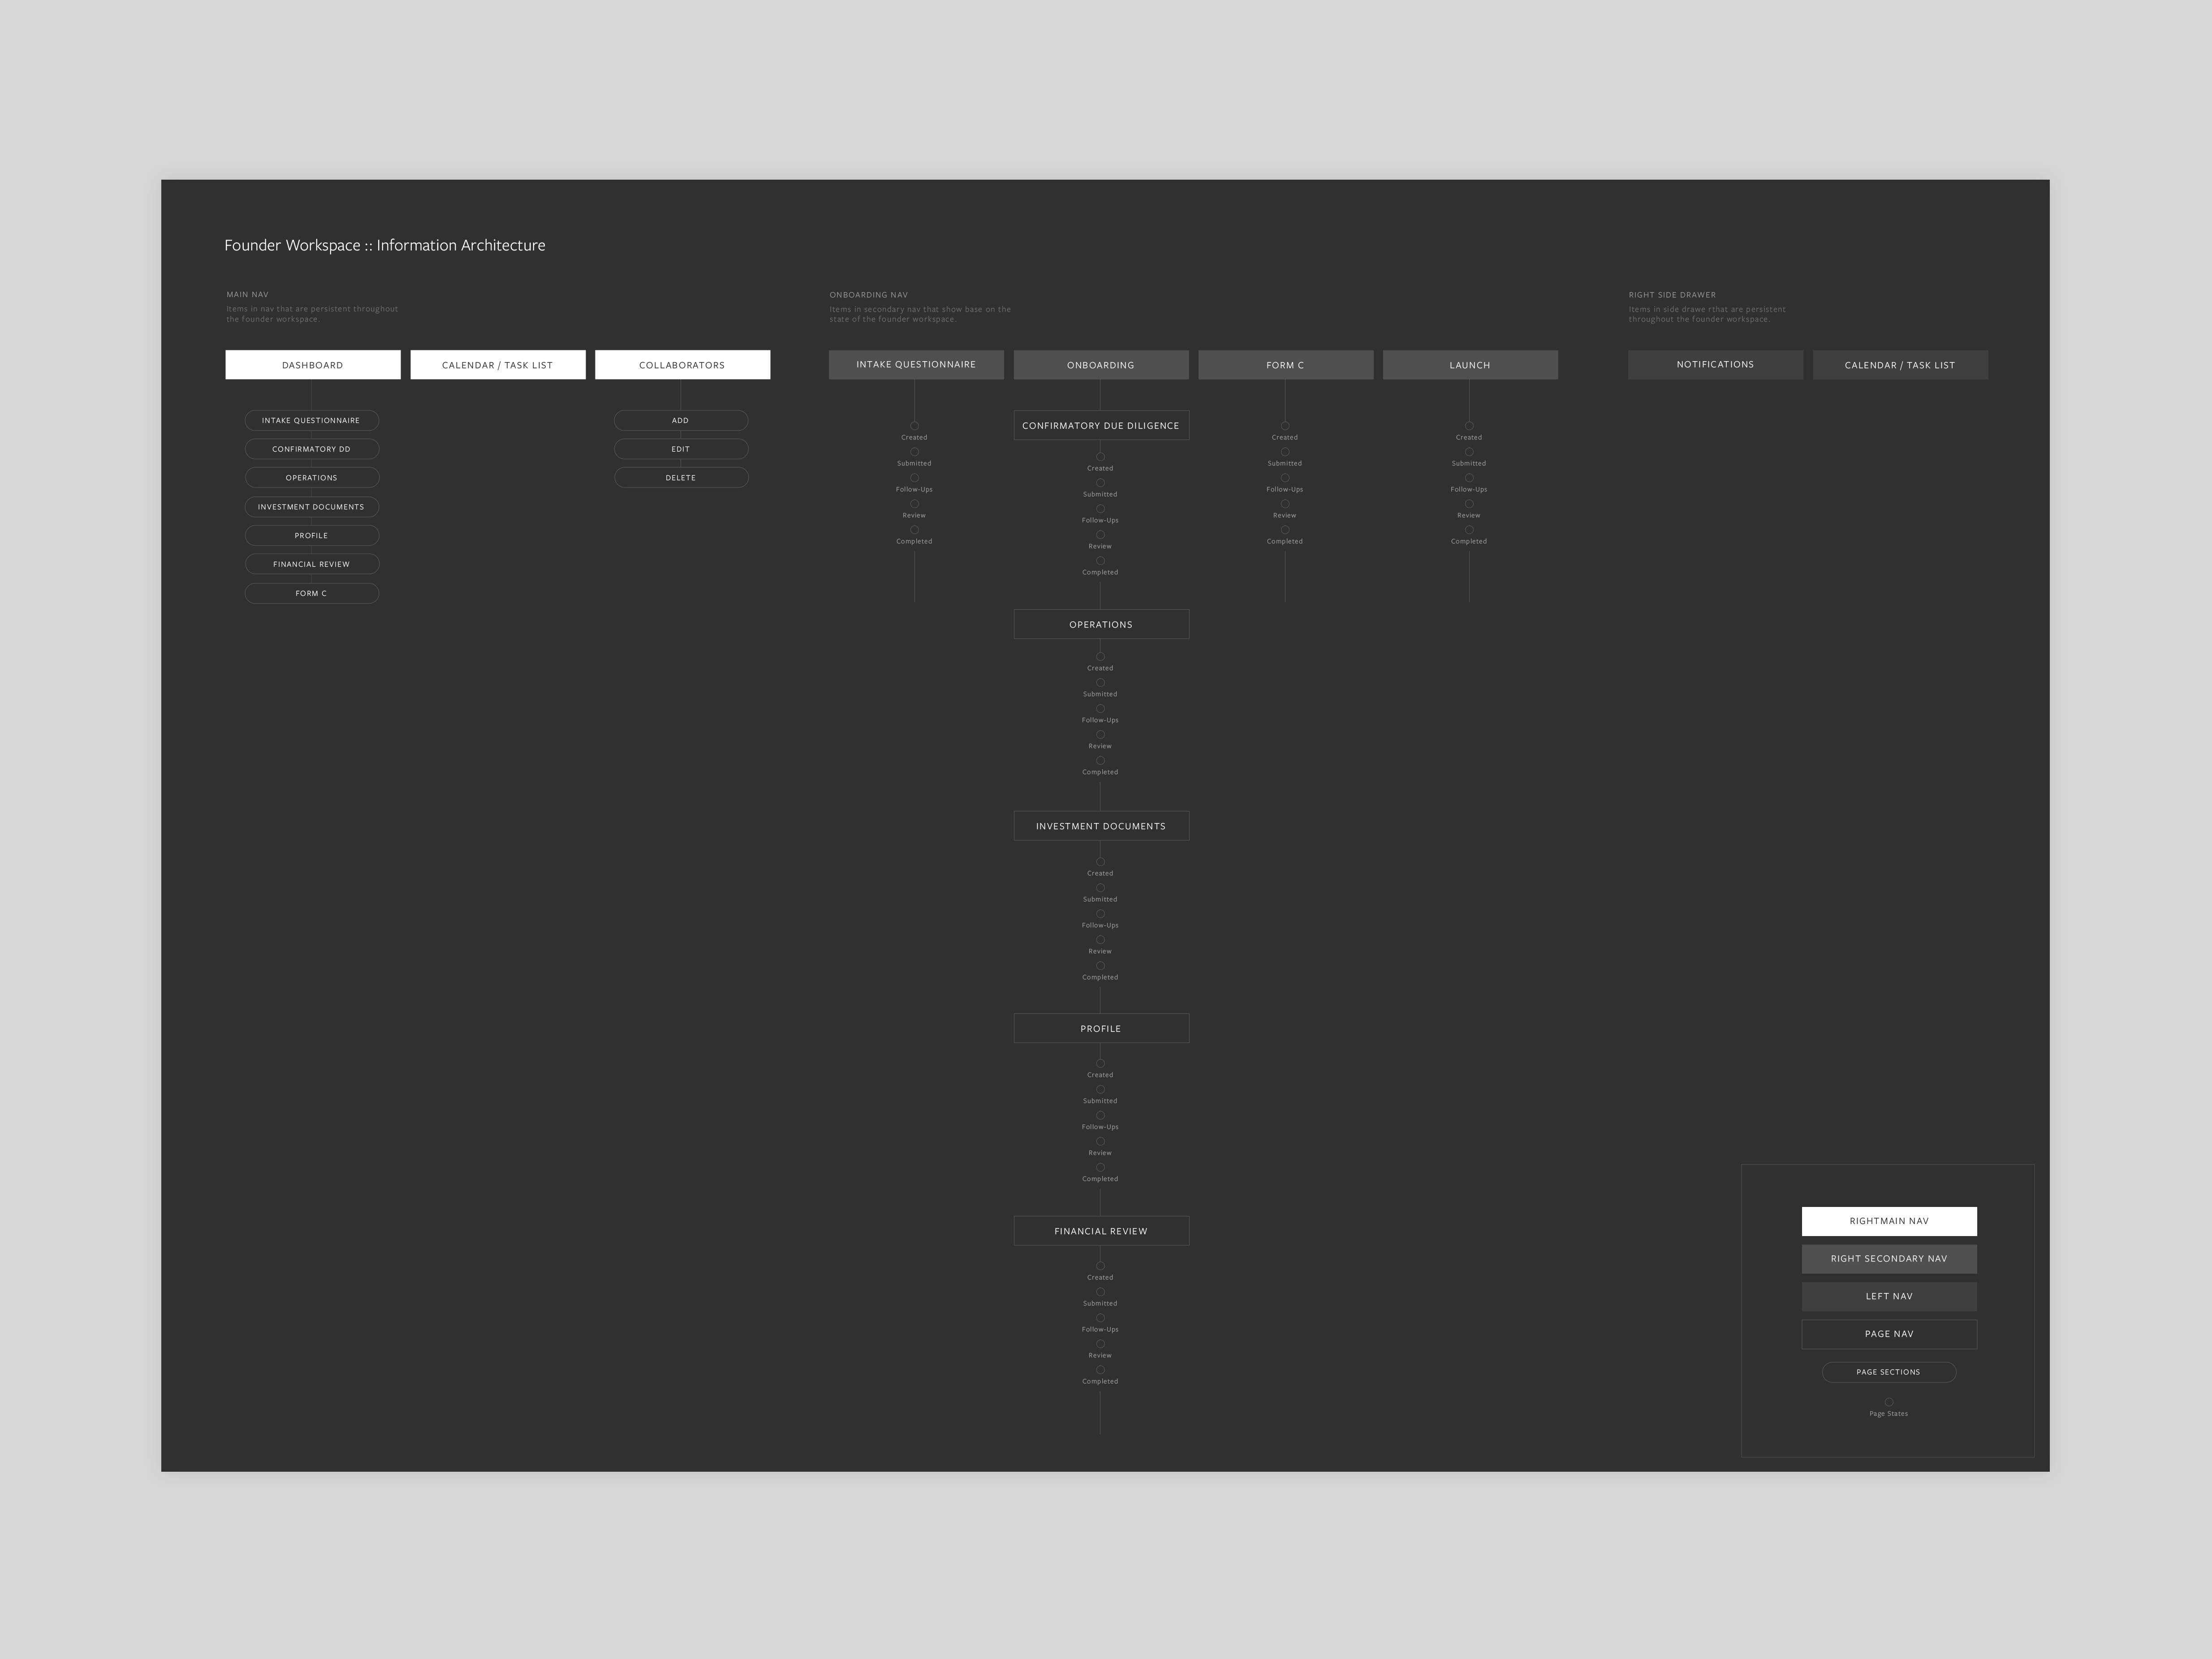 Founder Workspace :: Information Architecture
MAIN NAV
Items in nav that are persistent throughout
the founder workspace.
DASHBOARD
CALENDAR / TASK LIST
COLLABORATORS
INTAKE QUESTIONNAIRE
CONFIRMATORY DD
OPERATIONS
INVESTMENT DOCUMENTS
PROFILE
FINANCIAL REVIEW
FORM C
ADD
EDIT
DELETE
ONBOARDING NAV
Items in secondary nav that show base on the
state of the founder workspace.
INTAKE QUESTIONNAIRE
ONBOARDING
FORM C
LAUNCH
Created
Submitted
Follow-Ups
Review
Completed
CONFIRMATORY DUE DILIGENCE
Created
Submitted
Follow-Ups
Review
Completed
OPERATIONS
Created
Submitted
Follow-Ups
Review
Completed
INVESTMENT DOCUMENTS
Created
Submitted
Follow-Ups
Review
Completed
PROFILE
Created
Submitted
Follow-Ups
Review
Completed
FINANCIAL REVIEW
Created
Submitted
Follow-Ups
Review
Completed
Created
Submitted
Follow-Ups
Review
Completed
Created
Submitted
Follow-Ups
Review
Completed
RIGHT SIDE DRAWER
Items in side drawe rthat are persistent
throughout the founder workspace.
NOTIFICATIONS
CALENDAR / TASK LIST
RIGHTMAIN NAV
RIGHT SECONDARY NAV
LEFT NAV
PAGE NAV
PAGE SECTIONS
Page States